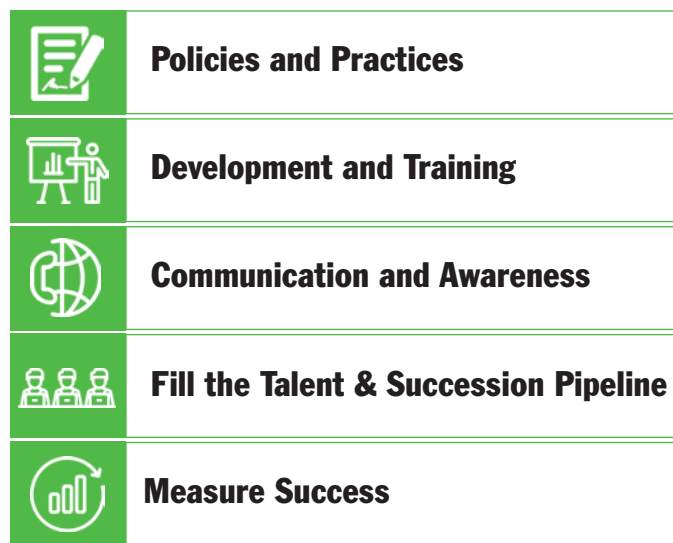 Policies and Practices
Development and Training
Communication and Awareness
Fill the Talent & Succession Pipeline
Measure Success